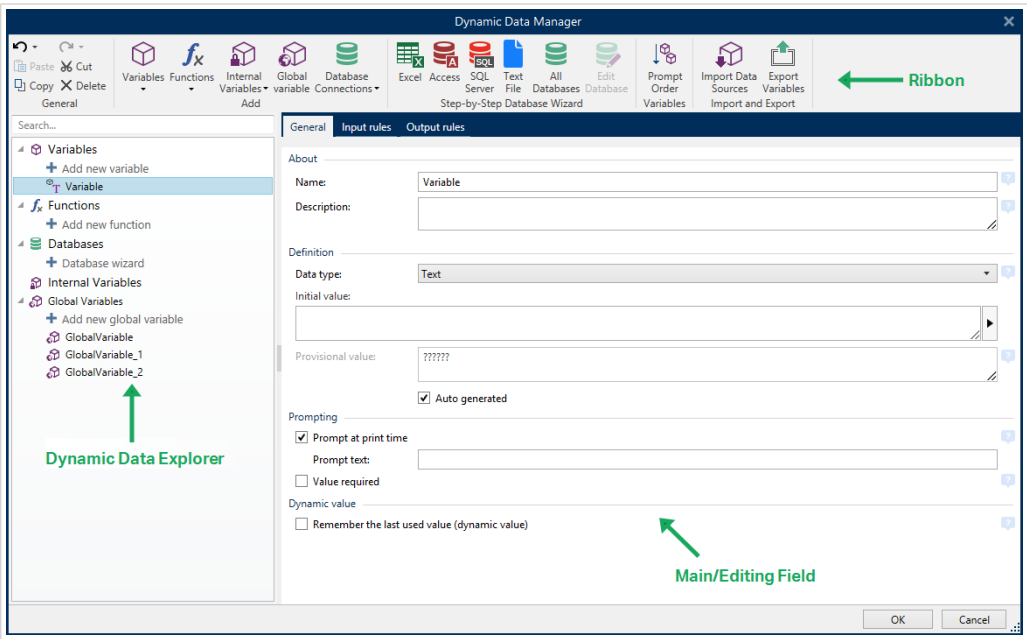 Dynamic Data Manager
Paste Cut
Copy Delete
General
Variables Functions Internal Variables Global variable Database Connections
Add
Excel Access SQL Server Text File All Databases Edit Database
Step-by-Step Database Wizard
Prompt Order
Variables
Import Data Sources Export Variables
Import and Export
Ribbon
Search...
General Input rules Output rules
Variables
Add new variable
Variable
Functions
Add new function
Databases
Database wizard
Internal Variables
Global Variables
Add new global variable
GlobalVariable
GlobalVariable_1
GlobalVariable_2
Dynamic Data Explorer
About
Name: Variable
Description:
Definition
Data type: Text
Initial value:
Provisional value: ??????
Auto generated
Prompting
Prompt at print time
Prompt text:
Value required
Dynamic value
Remember the last used value (dynamic value)
Main/Editing Field
OK Cancel